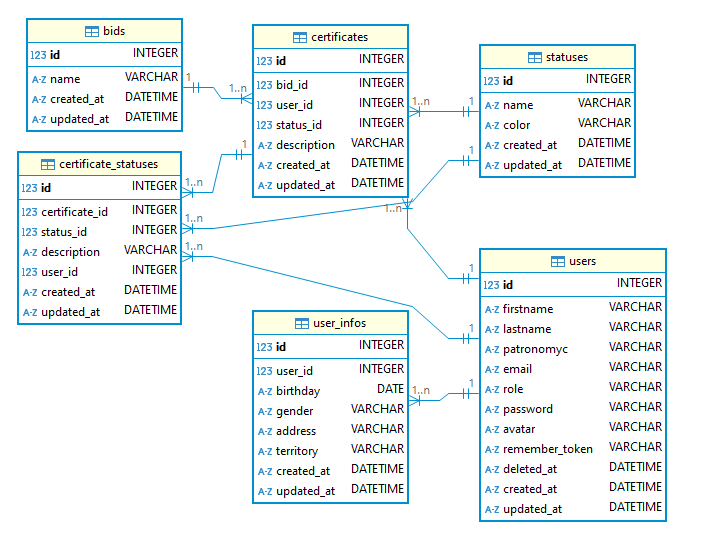 bids
123 id INTEGER
A-Z name VARCHAR
A-Z created_at DATETIME
A-Z updated_at DATETIME
1
1..n
certificates
123 id INTEGER
123 bid_id INTEGER
123 user_id INTEGER
123 status_id INTEGER
A-Z description VARCHAR
A-Z created_at DATETIME
A-Z updated_at DATETIME
1..n
1
statuses
123 id INTEGER
A-Z name VARCHAR
A-Z color VARCHAR
A-Z created_at DATETIME
A-Z updated_at DATETIME
certificate_statuses
123 id INTEGER
123 certificate_id INTEGER
123 status_id INTEGER
A-Z description VARCHAR
123 user_id INTEGER
A-Z created_at DATETIME
A-Z updated_at DATETIME
1
1..n
1..n
1..n
1
1..n
1
1
users
123 id INTEGER
A-Z firstname VARCHAR
A-Z lastname VARCHAR
A-Z patronomyc VARCHAR
A-Z email VARCHAR
A-Z role VARCHAR
A-Z password VARCHAR
A-Z avatar VARCHAR
A-Z remember_token VARCHAR
A-Z deleted_at DATETIME
A-Z created_at DATETIME
A-Z updated_at DATETIME
user_infos
123 id INTEGER
123 user_id INTEGER
A-Z birthday DATE
A-Z gender VARCHAR
A-Z address VARCHAR
A-Z territory VARCHAR
A-Z created_at DATETIME
A-Z updated_at DATETIME
1..n
1